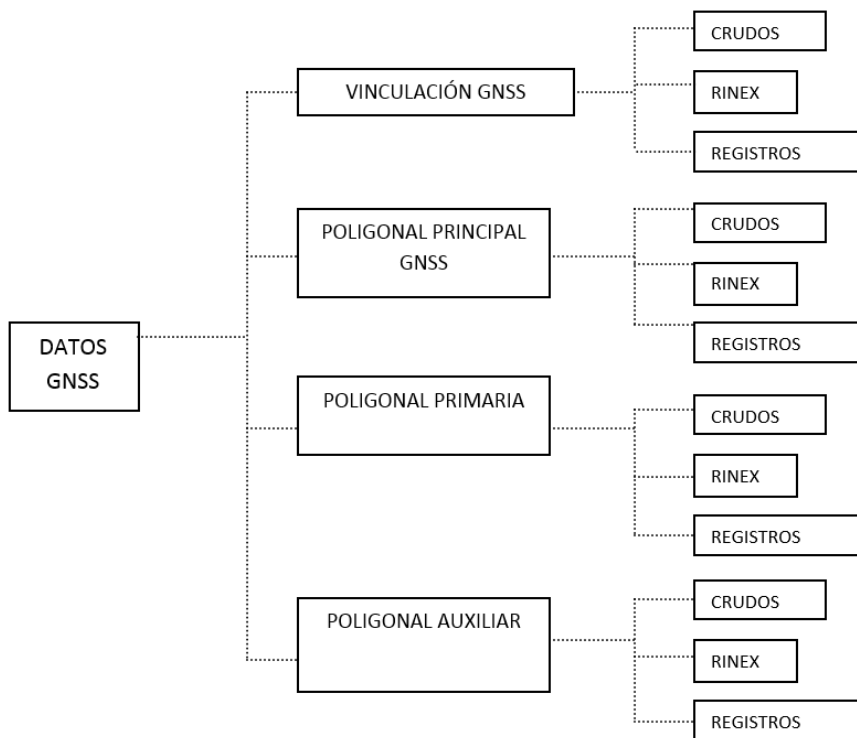 DATOS
GNSS
VINCULACIÓN GNSS
CRUDOS
RINEX
REGISTROS
POLIGONAL PRINCIPAL
GNSS
CRUDOS
RINEX
REGISTROS
POLIGONAL PRIMARIA
CRUDOS
RINEX
REGISTROS
POLIGONAL AUXILIAR
CRUDOS
RINEX
REGISTROS